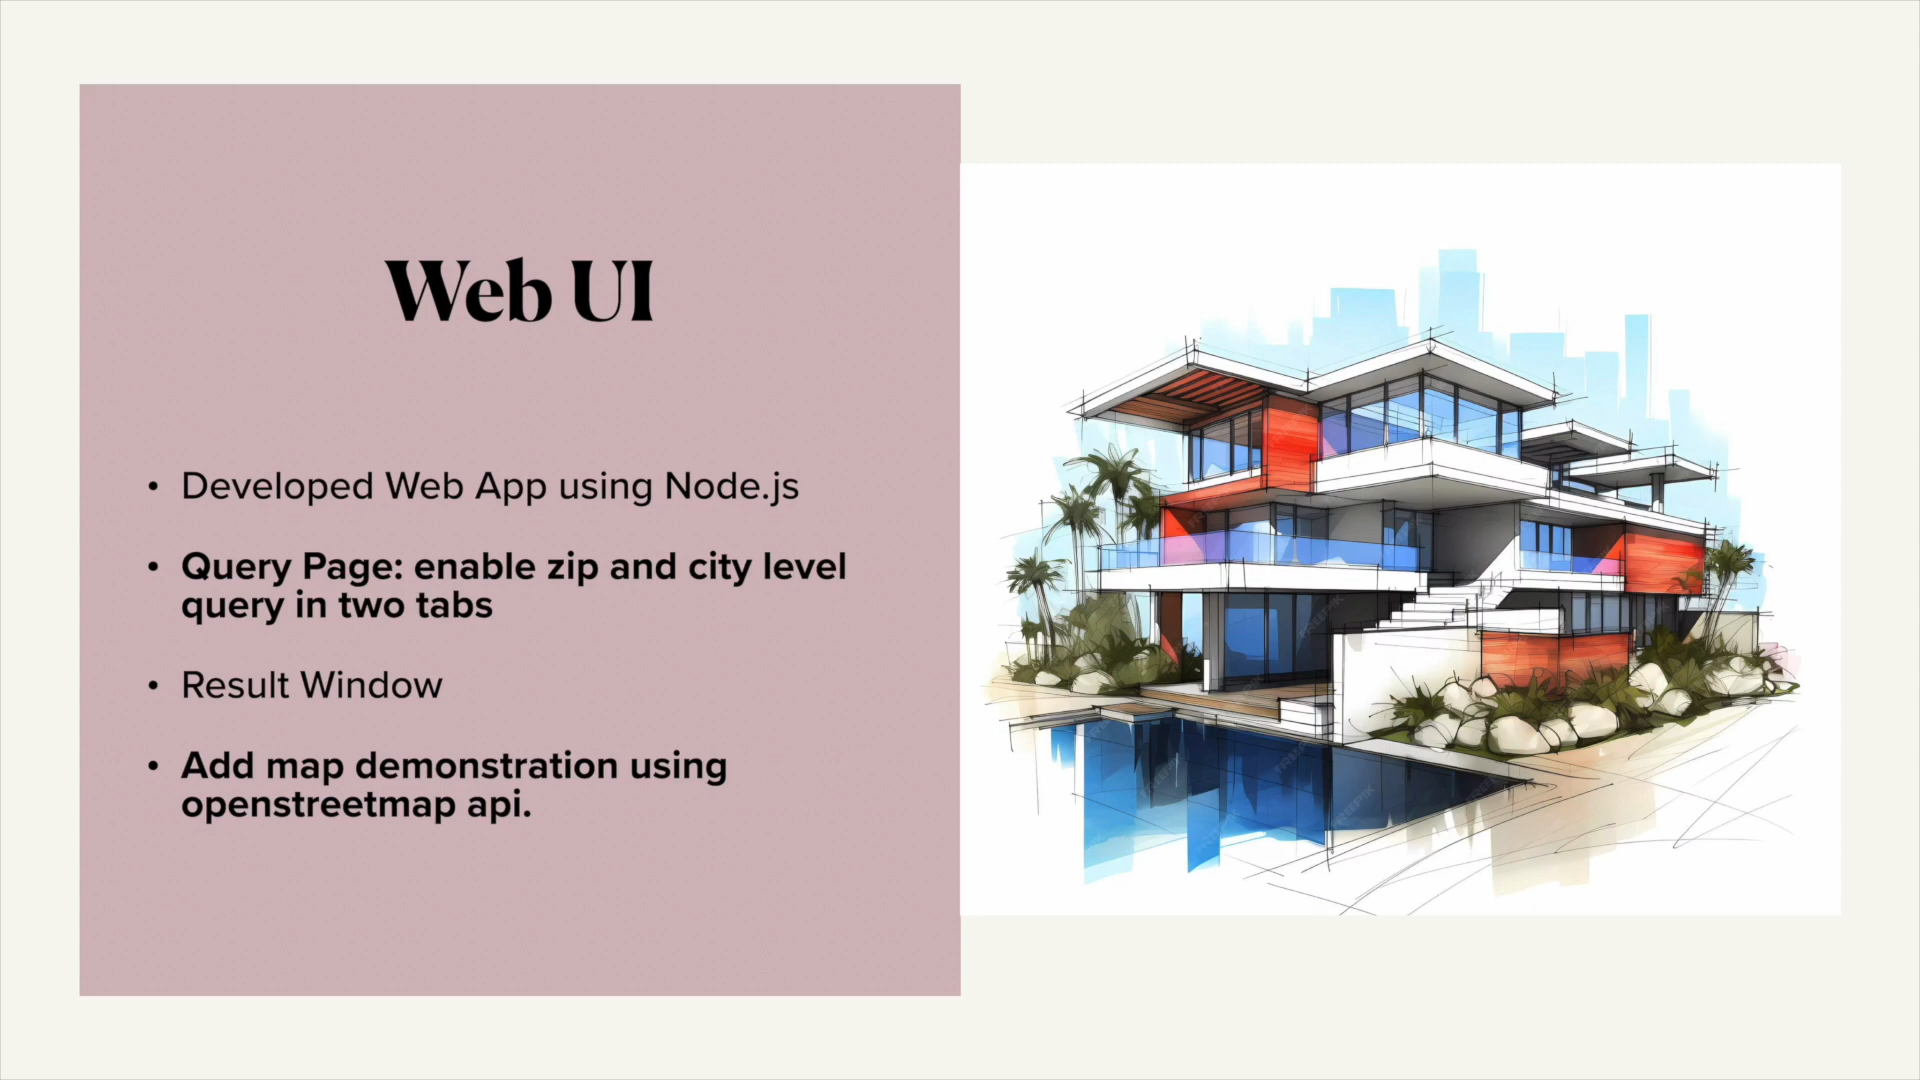 Web UI
• Developed Web App using Node.js
• Query Page: enable zip and city level
query in two tabs
• Result Window
• Add map demonstration using
openstreetmap api.